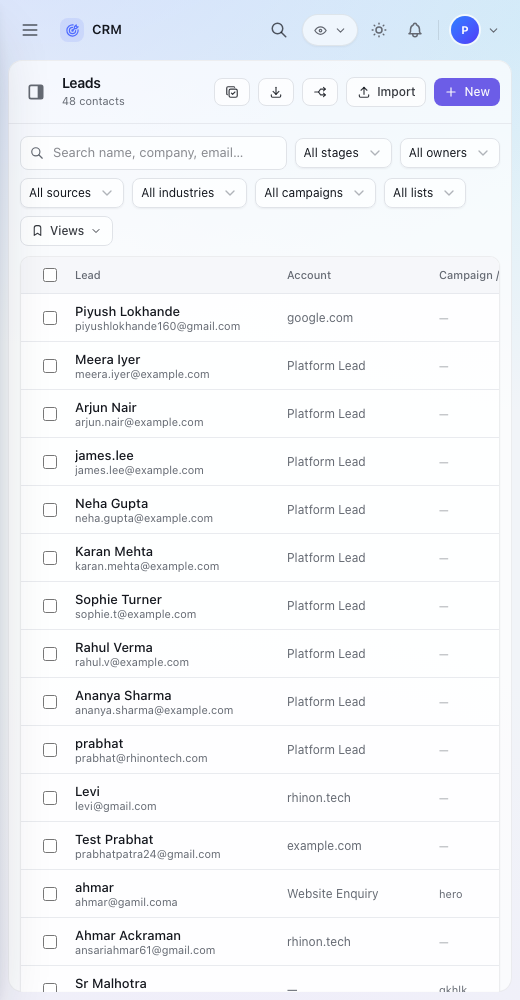 CRM
P
Leads
48 contacts
Import
New
Search name, company, email...
All stages
All owners
All sources
All industries
All campaigns
All lists
Views
Lead Account Campaign /
Piyush Lokhande
piyushlokhande160@gmail.com
google.com
—
Meera Iyer
meera.iyer@example.com
Platform Lead
—
Arjun Nair
arjun.nair@example.com
Platform Lead
—
james.lee
james.lee@example.com
Platform Lead
—
Neha Gupta
neha.gupta@example.com
Platform Lead
—
Karan Mehta
karan.mehta@example.com
Platform Lead
—
Sophie Turner
sophie.t@example.com
Platform Lead
—
Rahul Verma
rahul.v@example.com
Platform Lead
—
Ananya Sharma
ananya.sharma@example.com
Platform Lead
—
prabhat
prabhat@rhinontech.com
Platform Lead
—
Levi
levi@gmail.com
rhinon.tech
—
Test Prabhat
prabhatpatra24@gmail.com
example.com
—
ahmar
ahmar@gamil.coma
Website Enquiry
hero
Ahmar Ackraman
ansariahmar61@gmail.com
rhinon.tech
—
Sr Malhotra
—